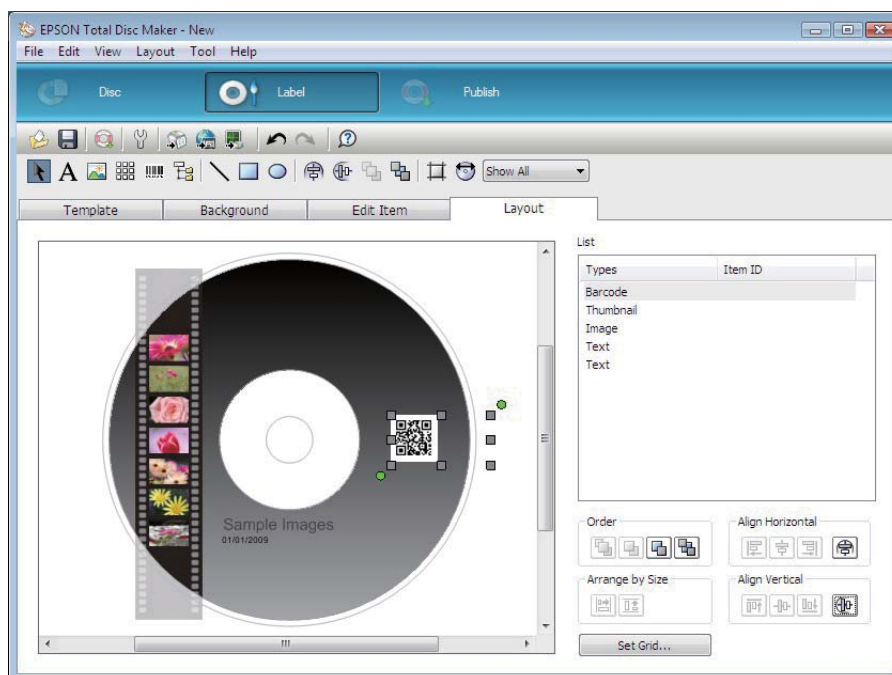 EPSON Total Disc Maker - New
File Edit View Layout Tool Help
Disc Label Publish
A Show All
Template Background Edit Item Layout
List
Types Item ID
Barcode
Thumbnail
Image
Text
Text
Sample Images
01/01/2009
Order Align Horizontal
Arrange by Size Align Vertical
Set Grid...